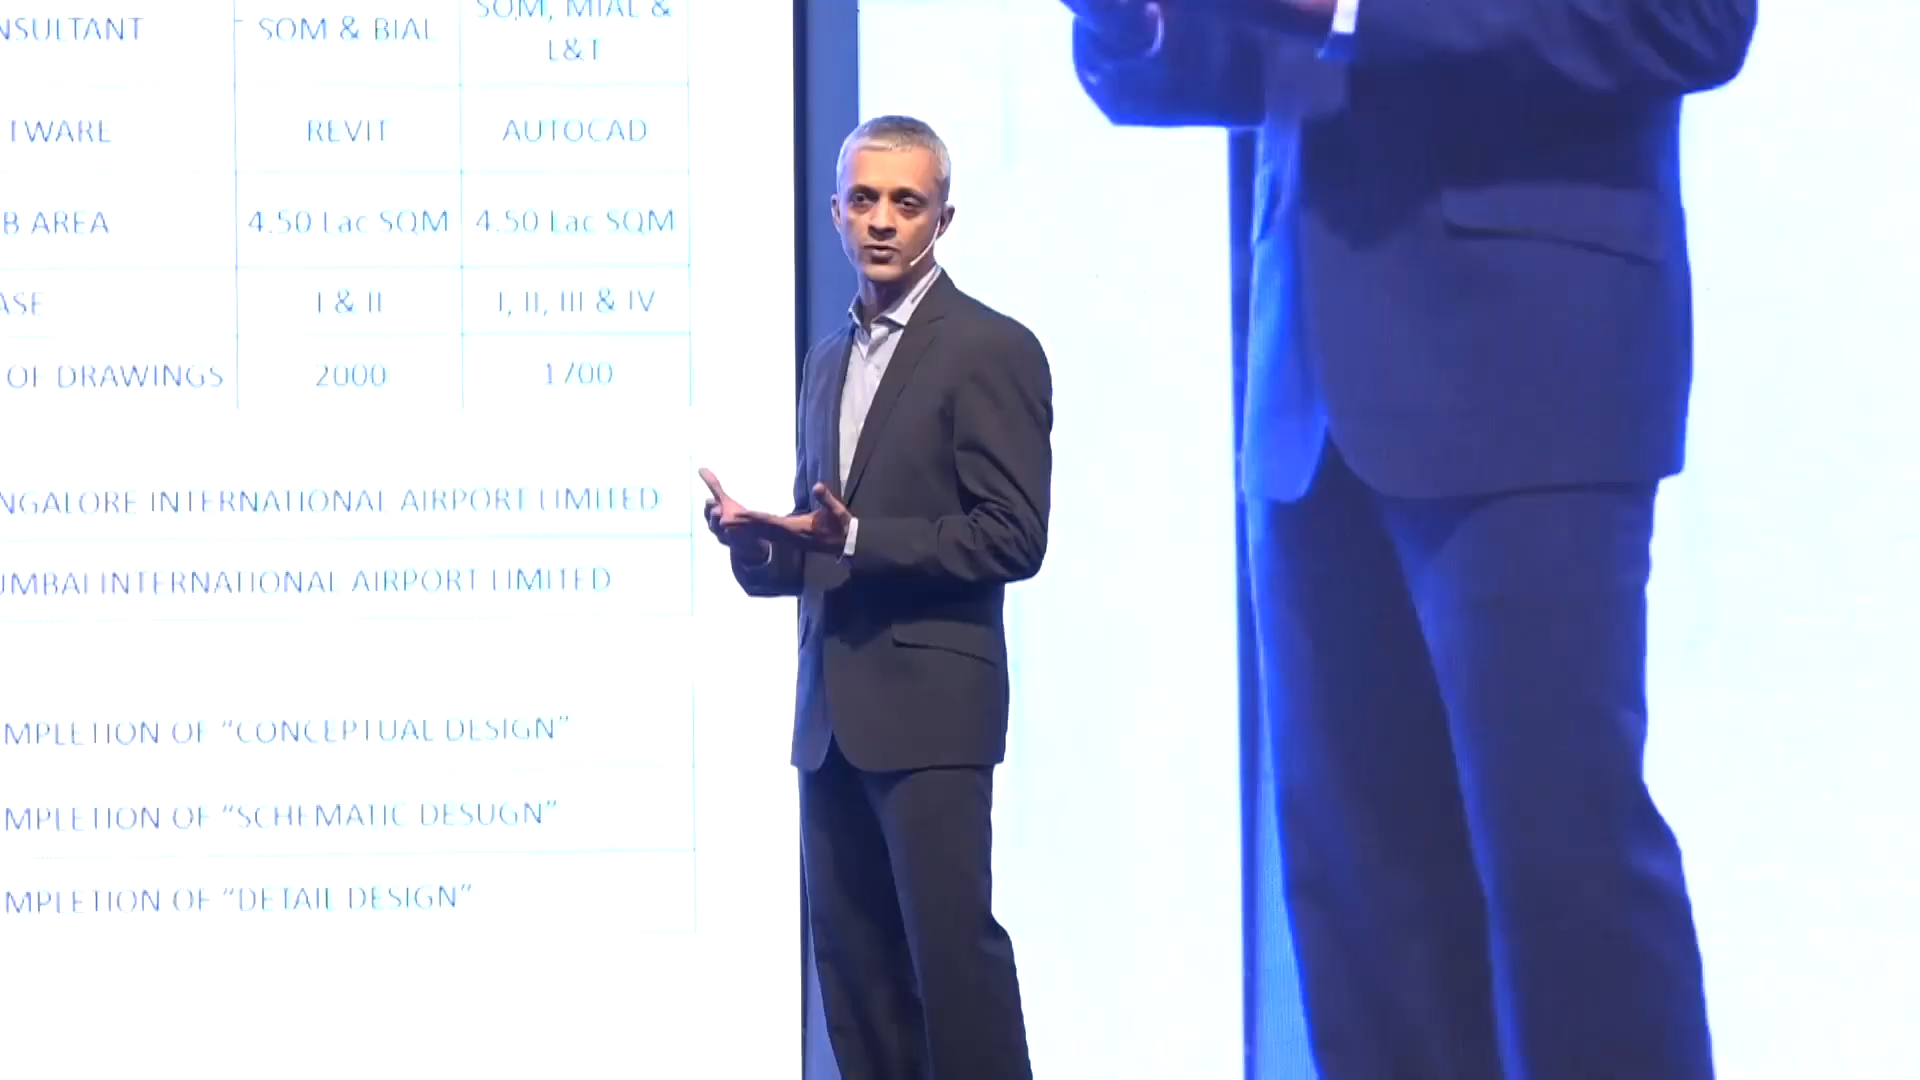 NSULTANT SOM & BIAL SOM, MIAL &
L&T
TWARE REVIT AUTOCAD
B AREA 4.50 Lac SQM 4.50 Lac SQM
ASE I & II I, II, III & IV
OF DRAWINGS 2000 1700
NGALORE INTERNATIONAL AIRPORT LIMITED
UMBAI INTERNATIONAL AIRPORT LIMITED
MPLETION OF “CONCEPTUAL DESIGN”
MPLETION OF “SCHEMATIC DESUGN”
MPLETION OF “DETAIL DESIGN”